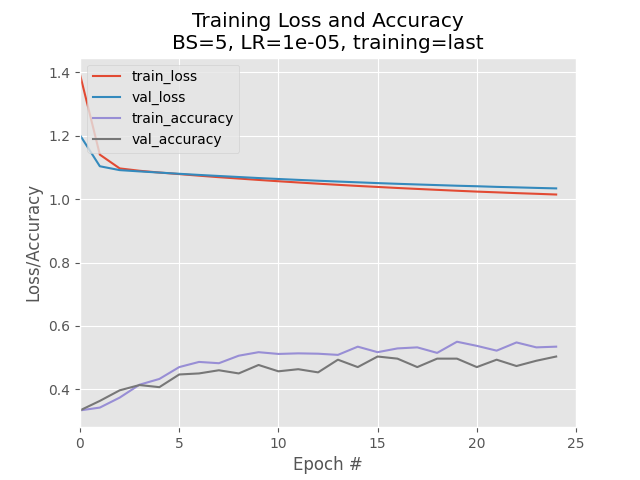 Training Loss and Accuracy
BS=5, LR=1e-05, training=last
train_loss
val_loss
train_accuracy
val_accuracy
Loss/Accuracy
1.4
1.2
1.0
0.8
0.6
0.4
0 5 10 15 20 25
Epoch #